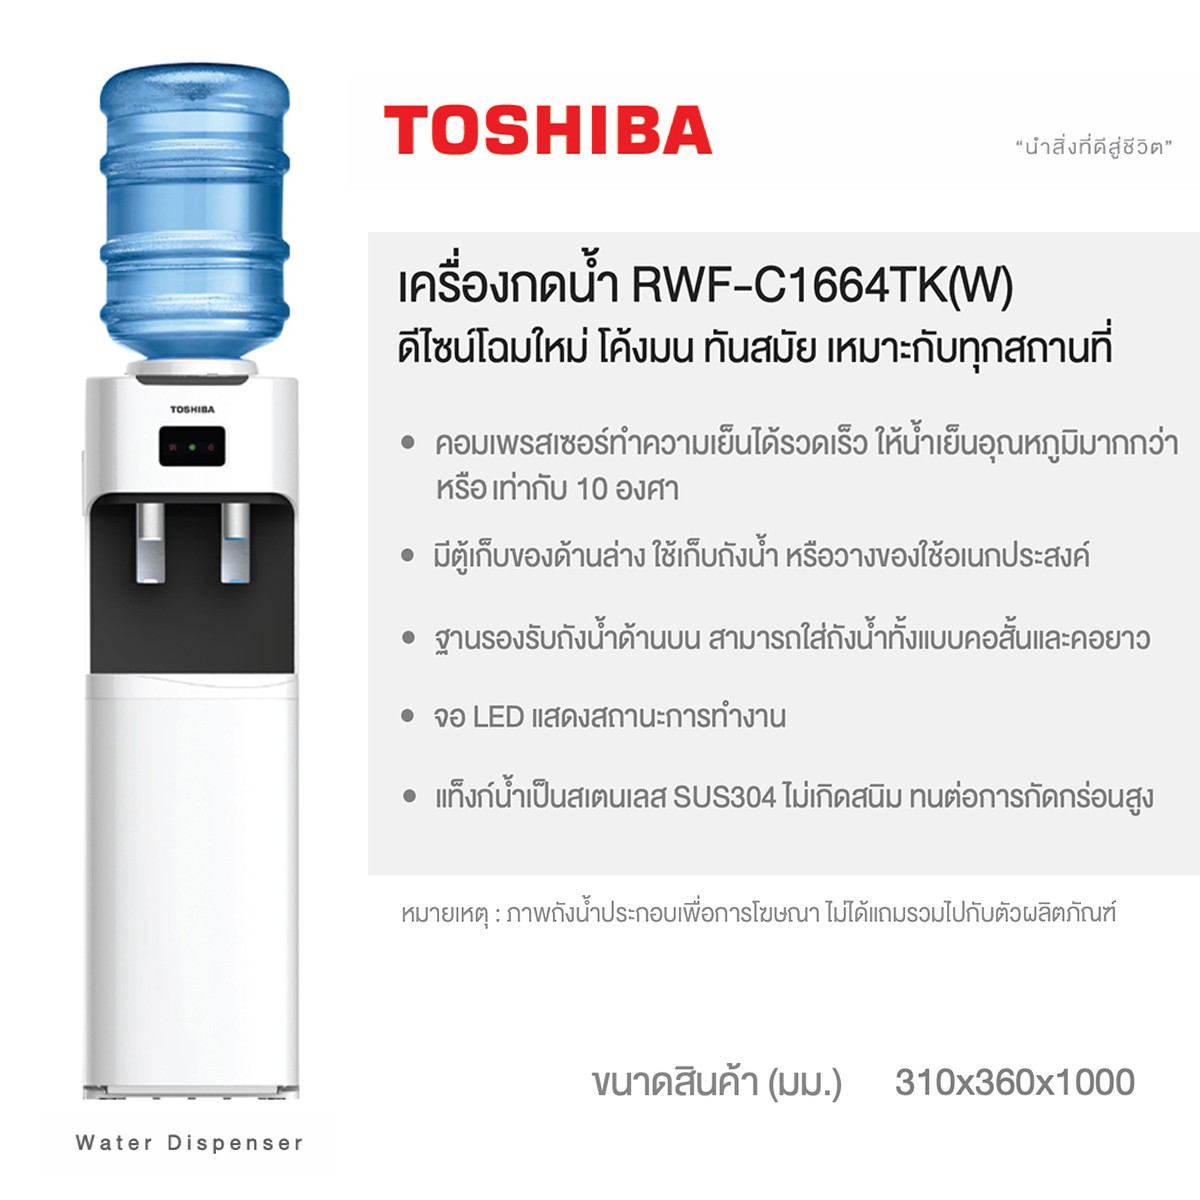 TOSHIBA
“นำสิ่งที่ดีสู่ชีวิต”
เครื่องกดน้ำ RWF-C1664TK(W)
ดีไซน์โฉมใหม่ โค้งมน ทันสมัย เหมาะกับทุกสถานที่
TOSHIBA
• คอมเพรสเซอร์ทำความเย็นได้รวดเร็ว ให้น้ำเย็นอุณหภูมิมากกว่า
หรือ เท่ากับ 10 องศา
• มีตู้เก็บของด้านล่าง ใช้เก็บถังน้ำ หรือวางของใช้อเนกประสงค์
• ฐานรองรับถังน้ำด้านบน สามารถใส่ถังน้ำทั้งแบบคอสั้นและคอยาว
• จอ LED แสดงสถานะการทำงาน
• แท็งก์น้ำเป็นสเตนเลส SUS304 ไม่เกิดสนิม ทนต่อการกัดกร่อนสูง
หมายเหตุ : ภาพถังน้ำประกอบเพื่อการโฆษณา ไม่ได้แถมรวมไปกับตัวผลิตภัณฑ์
ขนาดสินค้า (มม.) 310x360x1000
Water Dispenser